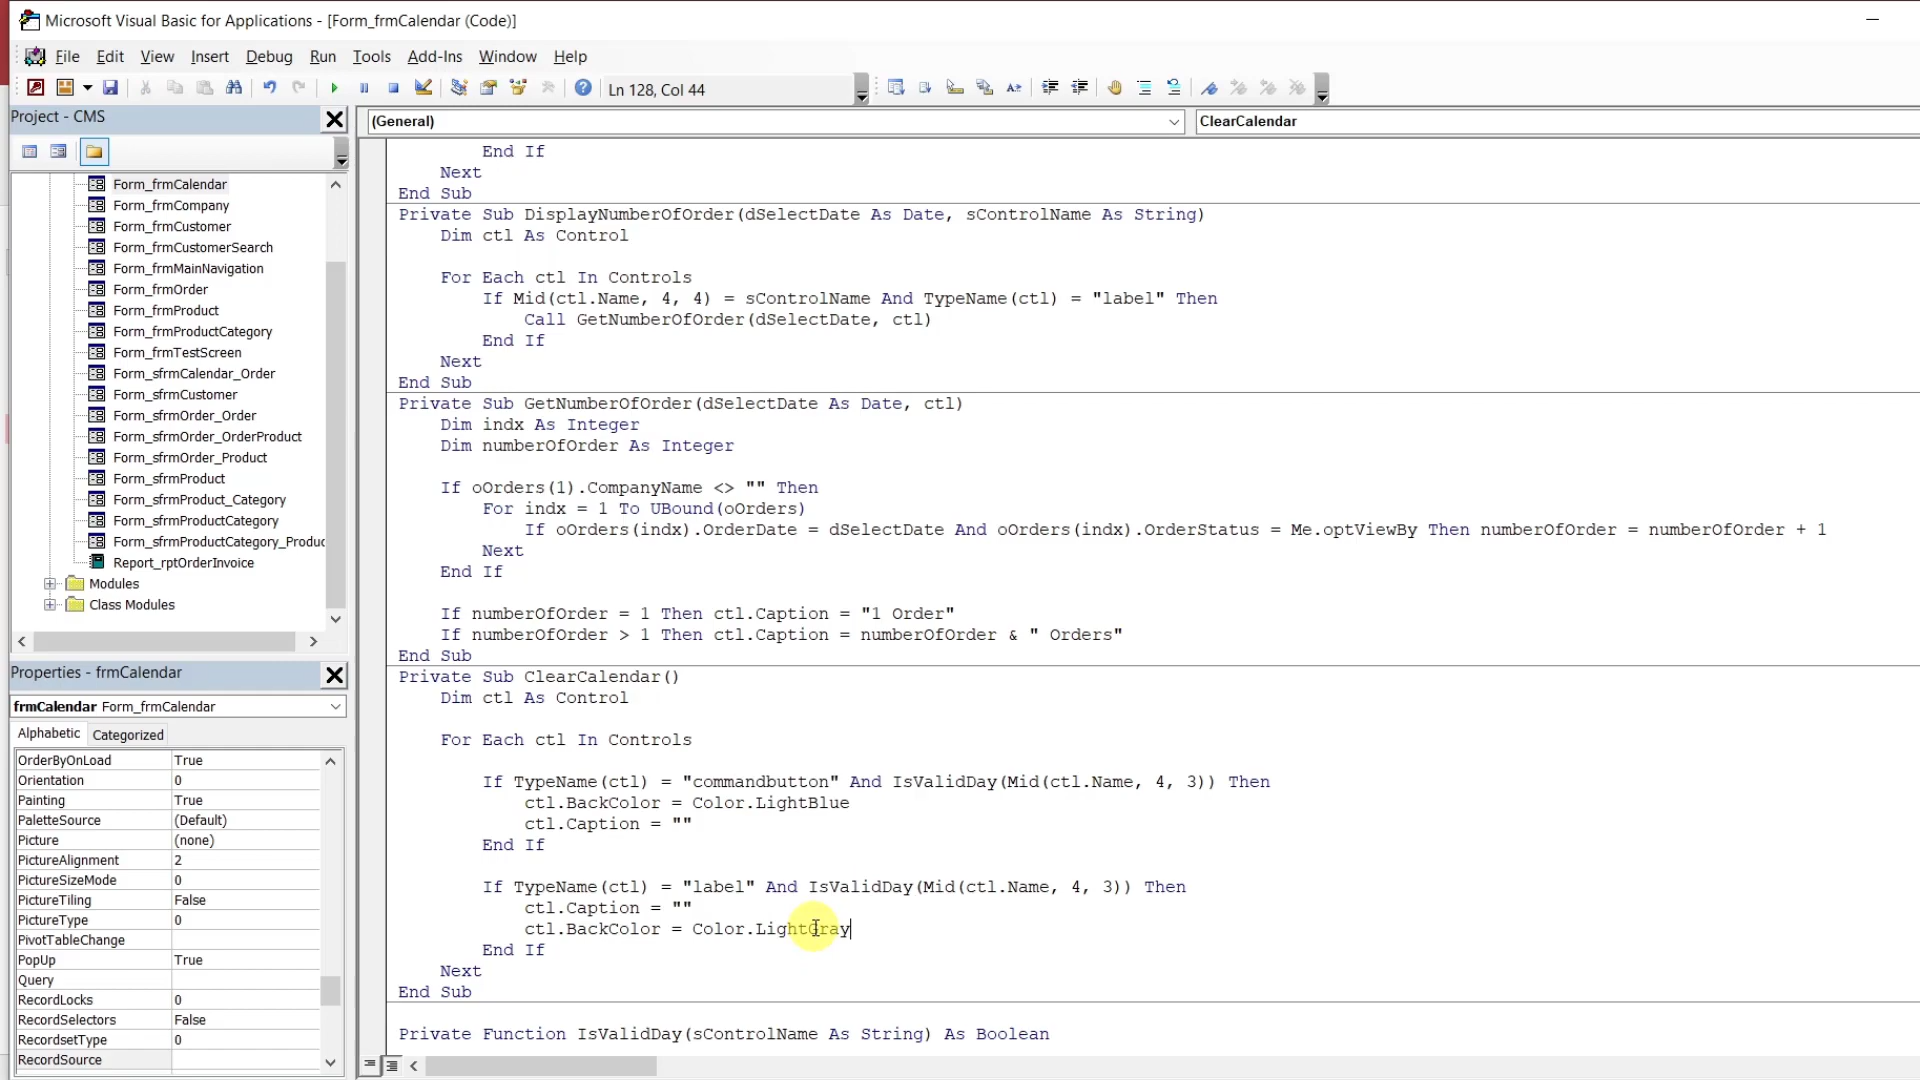 Microsoft Visual Basic for Applications - [Form_frmCalendar (Code)]
File Edit View Insert Debug Run Tools Add-Ins Window Help
Ln 128, Col 44
Project - CMS
Form_frmCalendar
Form_frmCompany
Form_frmCustomer
Form_frmCustomerSearch
Form_frmMainNavigation
Form_frmOrder
Form_frmProduct
Form_frmProductCategory
Form_frmTestScreen
Form_sfrmCalendar_Order
Form_sfrmCustomer
Form_sfrmOrder_Order
Form_sfrmOrder_OrderProduct
Form_sfrmOrder_Product
Form_sfrmProduct
Form_sfrmProduct_Category
Form_sfrmProductCategory
Form_sfrmProductCategory_Produc
Report_rptOrderInvoice
Modules
Class Modules
Properties - frmCalendar
frmCalendar Form_frmCalendar
Alphabetic Categorized
OrderByOnLoad True
Orientation 0
Painting True
PaletteSource (Default)
Picture (none)
PictureAlignment 2
PictureSizeMode 0
PictureTiling False
PictureType 0
PivotTableChange
PopUp True
Query
RecordLocks 0
RecordSelectors False
RecordsetType 0
RecordSource
(General) ClearCalendar
        End If
    Next
End Sub
Private Sub DisplayNumberOfOrder(dSelectDate As Date, sControlName As String)
    Dim ctl As Control
    For Each ctl In Controls
        If Mid(ctl.Name, 4, 4) = sControlName And TypeName(ctl) = "label" Then
            Call GetNumberOfOrder(dSelectDate, ctl)
        End If
    Next
End Sub
Private Sub GetNumberOfOrder(dSelectDate As Date, ctl)
    Dim indx As Integer
    Dim numberOfOrder As Integer
    If oOrders(1).CompanyName <> "" Then
        For indx = 1 To UBound(oOrders)
            If oOrders(indx).OrderDate = dSelectDate And oOrders(indx).OrderStatus = Me.optViewBy Then numberOfOrder = numberOfOrder + 1
        Next
    End If
    If numberOfOrder = 1 Then ctl.Caption = "1 Order"
    If numberOfOrder > 1 Then ctl.Caption = numberOfOrder & " Orders"
End Sub
Private Sub ClearCalendar()
    Dim ctl As Control
    For Each ctl In Controls
        If TypeName(ctl) = "commandbutton" And IsValidDay(Mid(ctl.Name, 4, 3)) Then
            ctl.BackColor = Color.LightBlue
            ctl.Caption = ""
        End If
        If TypeName(ctl) = "label" And IsValidDay(Mid(ctl.Name, 4, 3)) Then
            ctl.Caption = ""
            ctl.BackColor = Color.LightGray
        End If
    Next
End Sub
Private Function IsValidDay(sControlName As String) As Boolean